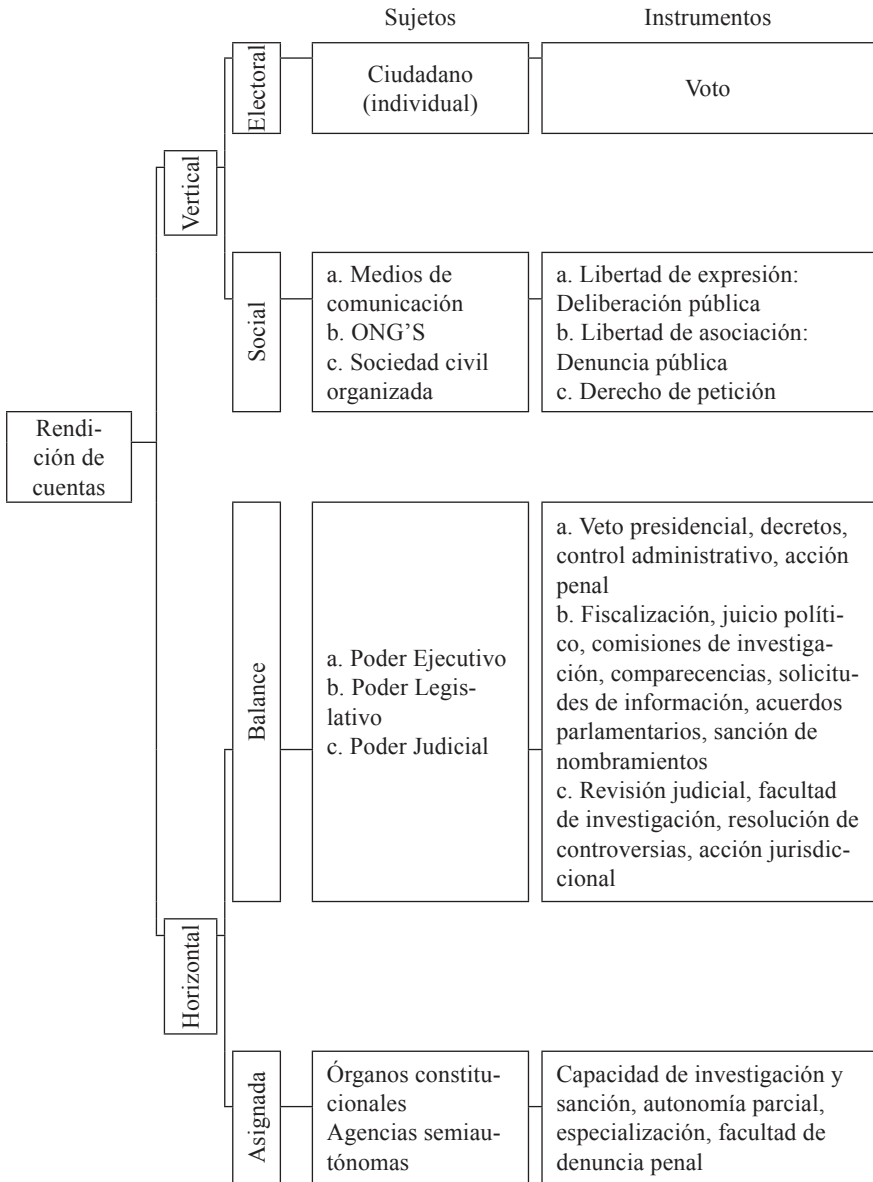 Sujetos
Instrumentos
Electoral
Ciudadano
(individual)
Voto
Vertical
Social
a. Medios de
comunicación
b. ONG’S
c. Sociedad civil
organizada
a. Libertad de expresión:
Deliberación pública
b. Libertad de asociación:
Denuncia pública
c. Derecho de petición
Rendi-
ción de
cuentas
Balance
a. Poder Ejecutivo
b. Poder Legis-
lativo
c. Poder Judicial
a. Veto presidencial, decretos,
control administrativo, acción
penal
b. Fiscalización, juicio políti-
co, comisiones de investiga-
ción, comparecencias, solicitu-
des de información, acuerdos
parlamentarios, sanción de
nombramientos
c. Revisión judicial, facultad
de investigación, resolución de
controversias, acción jurisdic-
cional
Horizontal
Asignada
Órganos constitu-
cionales
Agencias semiau-
tónomas
Capacidad de investigación y
sanción, autonomía parcial,
especialización, facultad de
denuncia penal